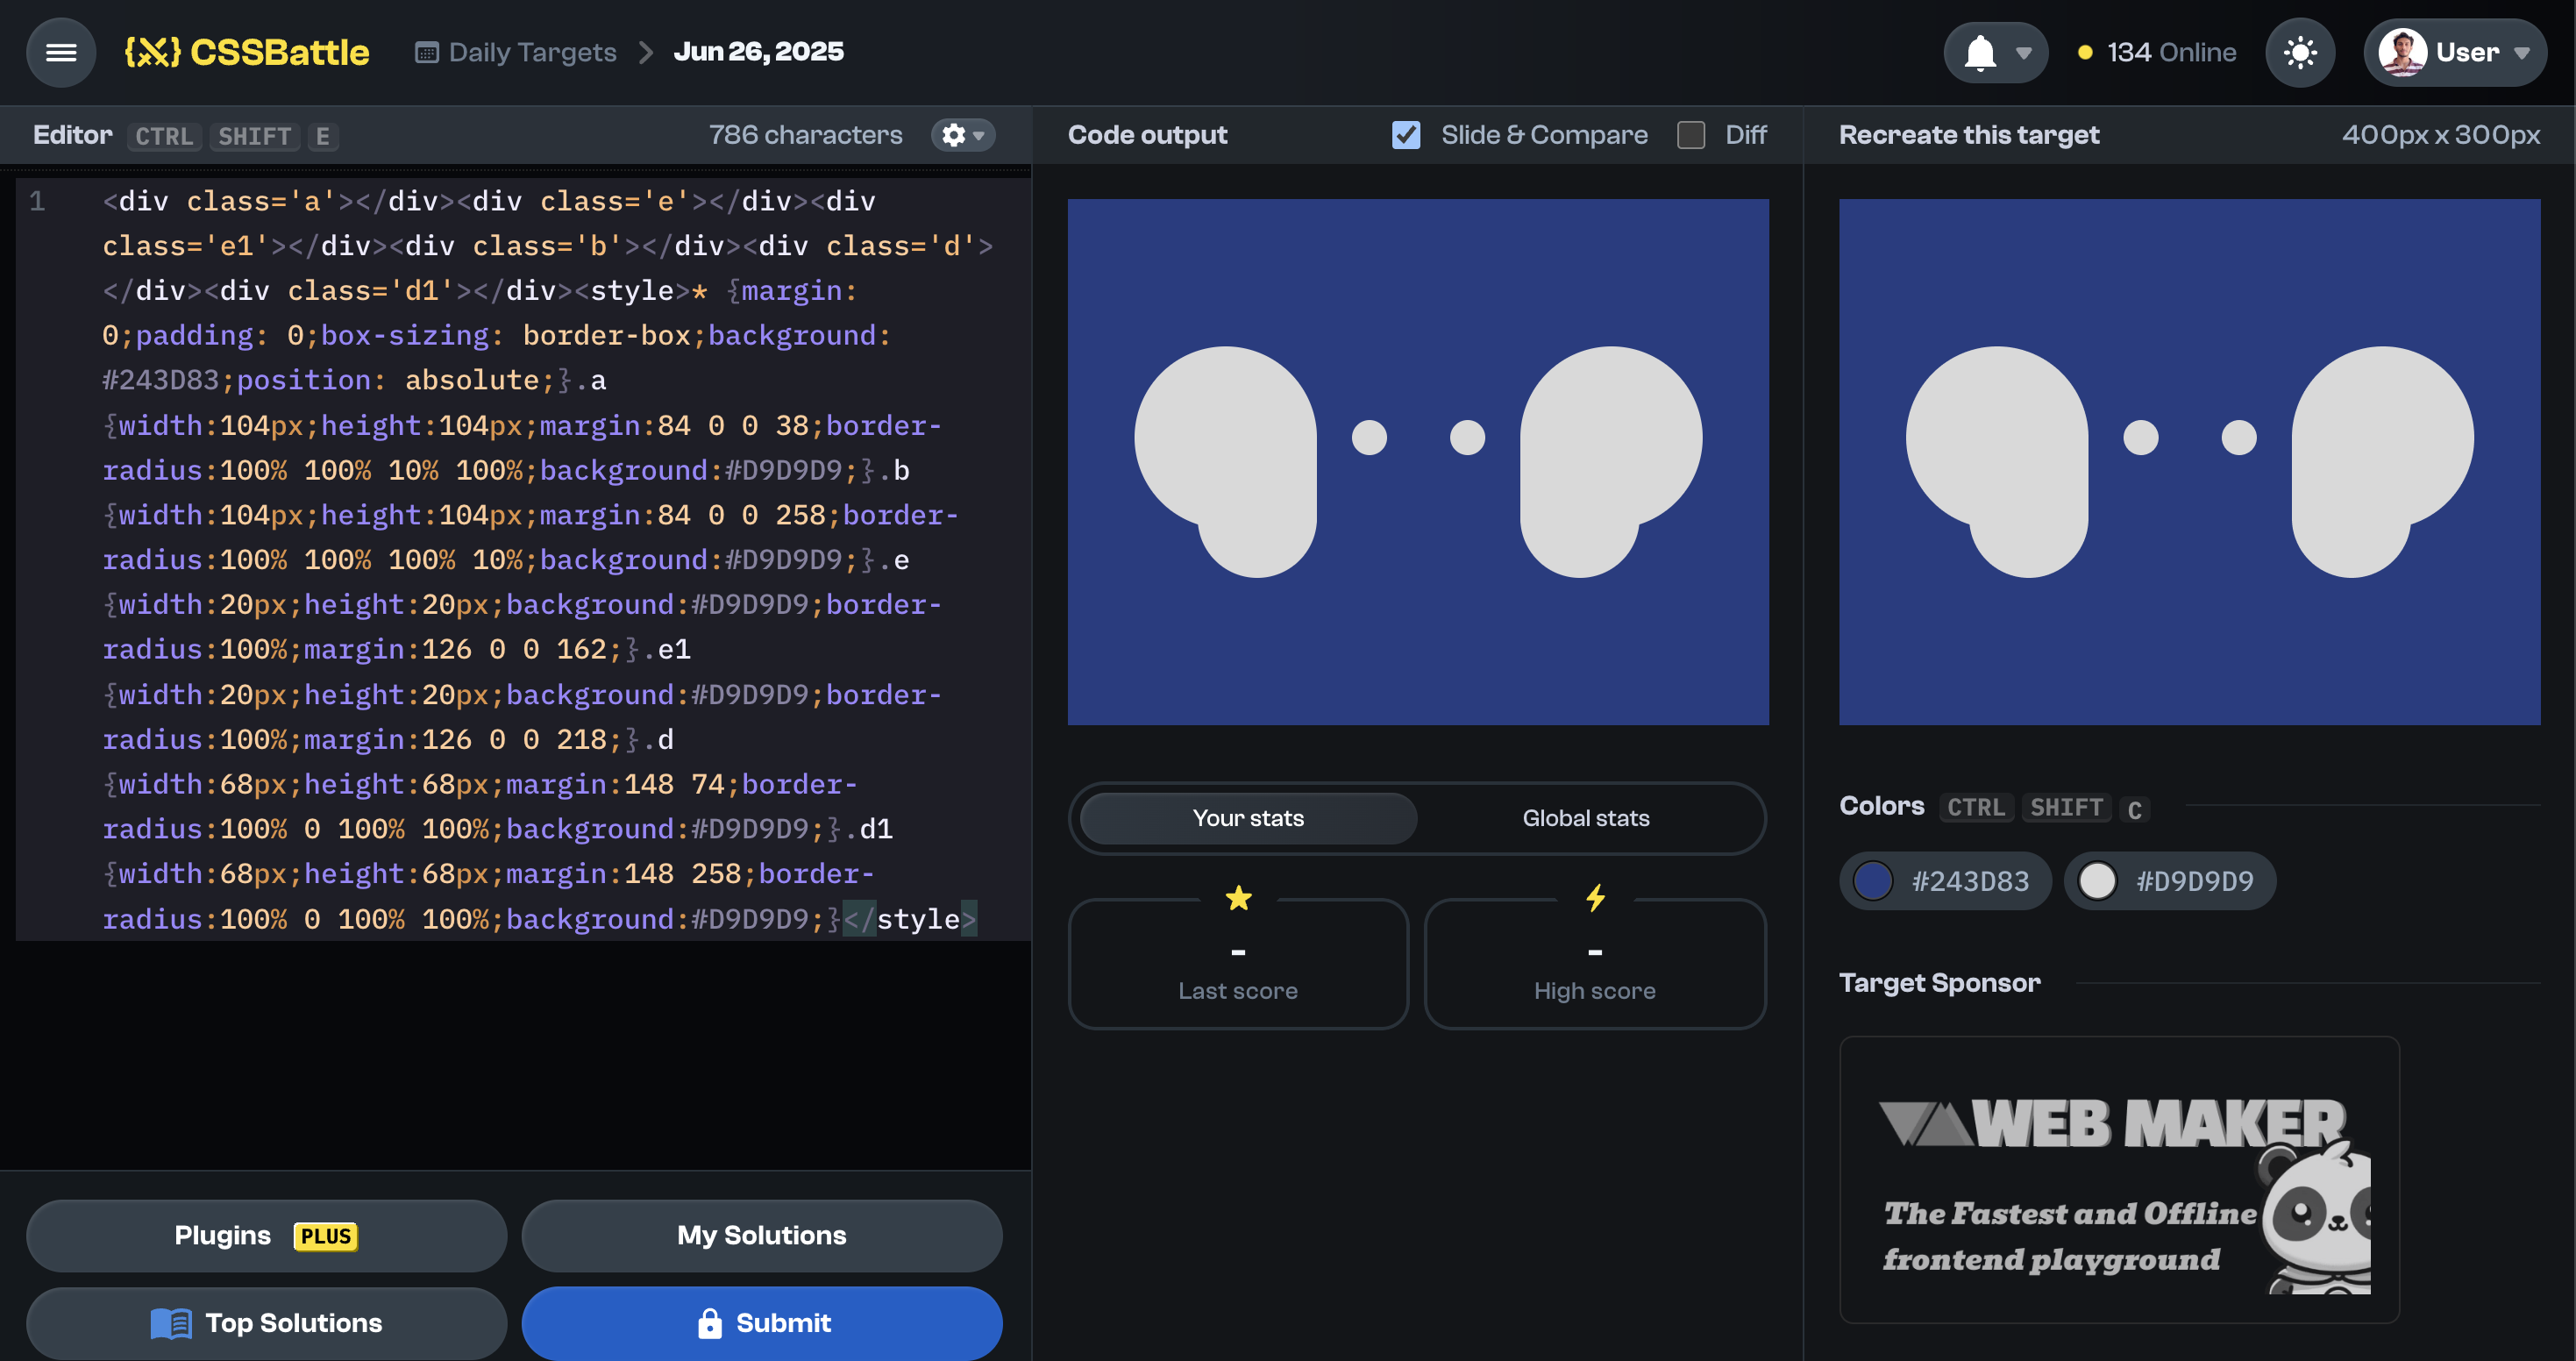 {X} CSSBattle
Daily Targets > Jun 26, 2025
134 Online
User
Editor CTRL SHIFT E
786 characters
1
<div class='a'></div><div class='e'></div><div
class='e1'></div><div class='b'></div><div class='d'>
</div><div class='d1'></div><style>* {margin:
0;padding: 0;box-sizing: border-box;background:
#243D83;position: absolute;}.a
{width:104px;height:104px;margin:84 0 0 38;border-
radius:100% 100% 10% 100%;background:#D9D9D9;}.b
{width:104px;height:104px;margin:84 0 0 258;border-
radius:100% 100% 100% 10%;background:#D9D9D9;}.e
{width:20px;height:20px;background:#D9D9D9;border-
radius:100%;margin:126 0 0 162;}.e1
{width:20px;height:20px;background:#D9D9D9;border-
radius:100%;margin:126 0 0 218;}.d
{width:68px;height:68px;margin:148 74;border-
radius:100% 0 100% 100%;background:#D9D9D9;}.d1
{width:68px;height:68px;margin:148 258;border-
radius:100% 0 100% 100%;background:#D9D9D9;}</style>
Plugins PLUS
My Solutions
Top Solutions
Submit
Code output
Slide & Compare
Diff
Your stats
Global stats
-
Last score
-
High score
Recreate this target
400px x 300px
Colors CTRL SHIFT C
#243D83
#D9D9D9
Target Sponsor
WEB MAKER
The Fastest and Offline
frontend playground